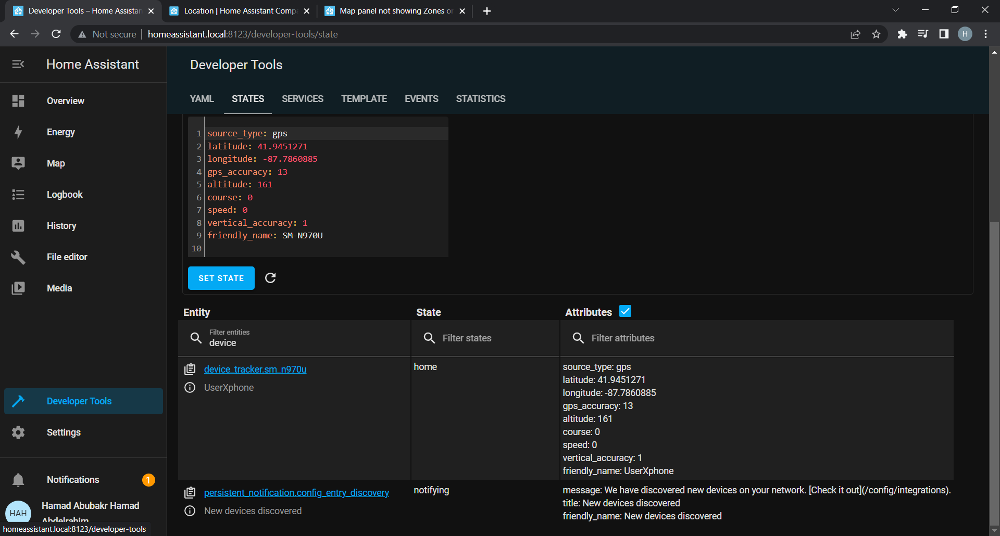 Developer Tools – Home Assistan
Location | Home Assistant Comp
Map panel not showing Zones or
Not secure
homeassistant.local:8123/developer-tools/state
H
Home Assistant
Developer Tools
YAML
STATES
SERVICES
TEMPLATE
EVENTS
STATISTICS
Overview
Energy
Map
Logbook
History
File editor
Media
Developer Tools
Settings
Notifications
1
HAH
Hamad Abubakr Hamad
Abdelrahim
homeassistant.local:8123/developer-tools
1 source_type: gps
2 latitude: 41.9451271
3 longitude: -87.7860885
4 gps_accuracy: 13
5 altitude: 161
6 course: 0
7 speed: 0
8 vertical_accuracy: 1
9 friendly_name: SM-N970U
10
SET STATE
Entity
State
Attributes
Filter entities
device
Filter states
Filter attributes
device_tracker.sm_n970u
UserXphone
home
source_type: gps
latitude: 41.9451271
longitude: -87.7860885
gps_accuracy: 13
altitude: 161
course: 0
speed: 0
vertical_accuracy: 1
friendly_name: UserXphone
persistent_notification.config_entry_discovery
New devices discovered
notifying
message: We have discovered new devices on your network. [Check it out](/config/integrations).
title: New devices discovered
friendly_name: New devices discovered